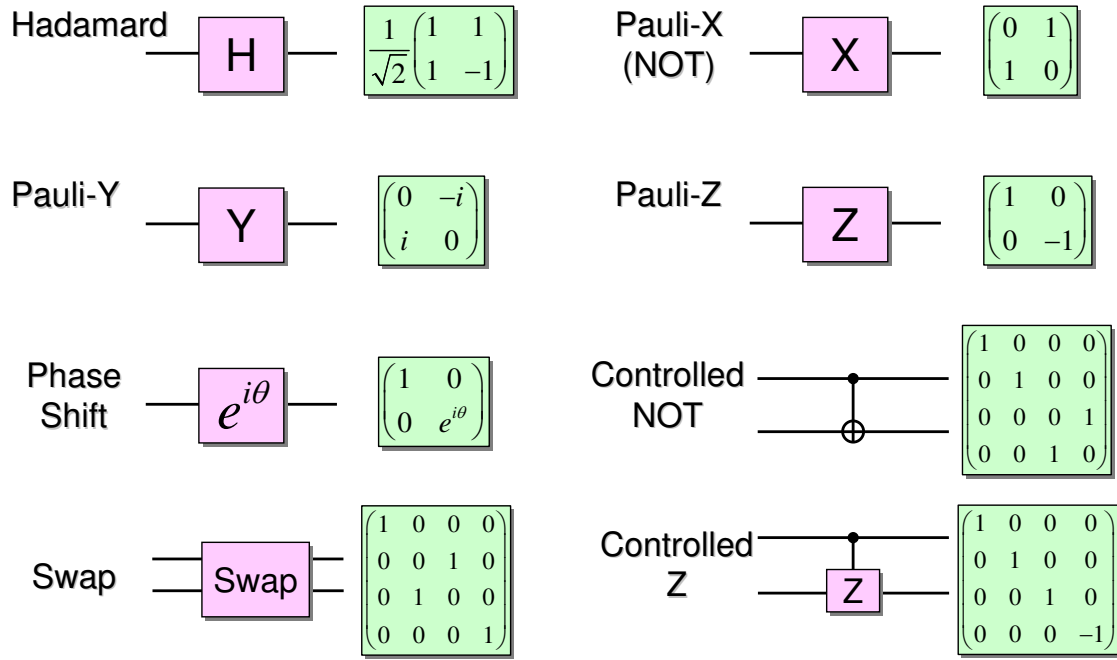 Hadamard
H
1/√2 (1 1
1 −1)
Pauli-X
(NOT)
X
(0 1
1 0)
Pauli-Y
Y
(0 −i
i 0)
Pauli-Z
Z
(1 0
0 −1)
Phase
Shift
e^{iθ}
(1 0
0 e^{iθ})
Controlled
NOT
(1 0 0 0
0 1 0 0
0 0 0 1
0 0 1 0)
Swap
Swap
(1 0 0 0
0 0 1 0
0 1 0 0
0 0 0 1)
Controlled
Z
Z
(1 0 0 0
0 1 0 0
0 0 1 0
0 0 0 −1)